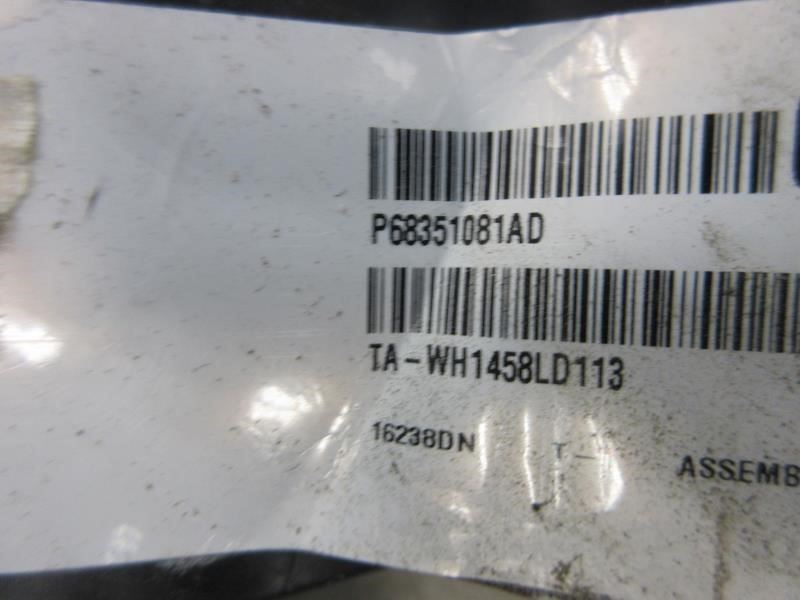 P68351081AD
TA-WH1458LD113
16238DN T- ASSEMB